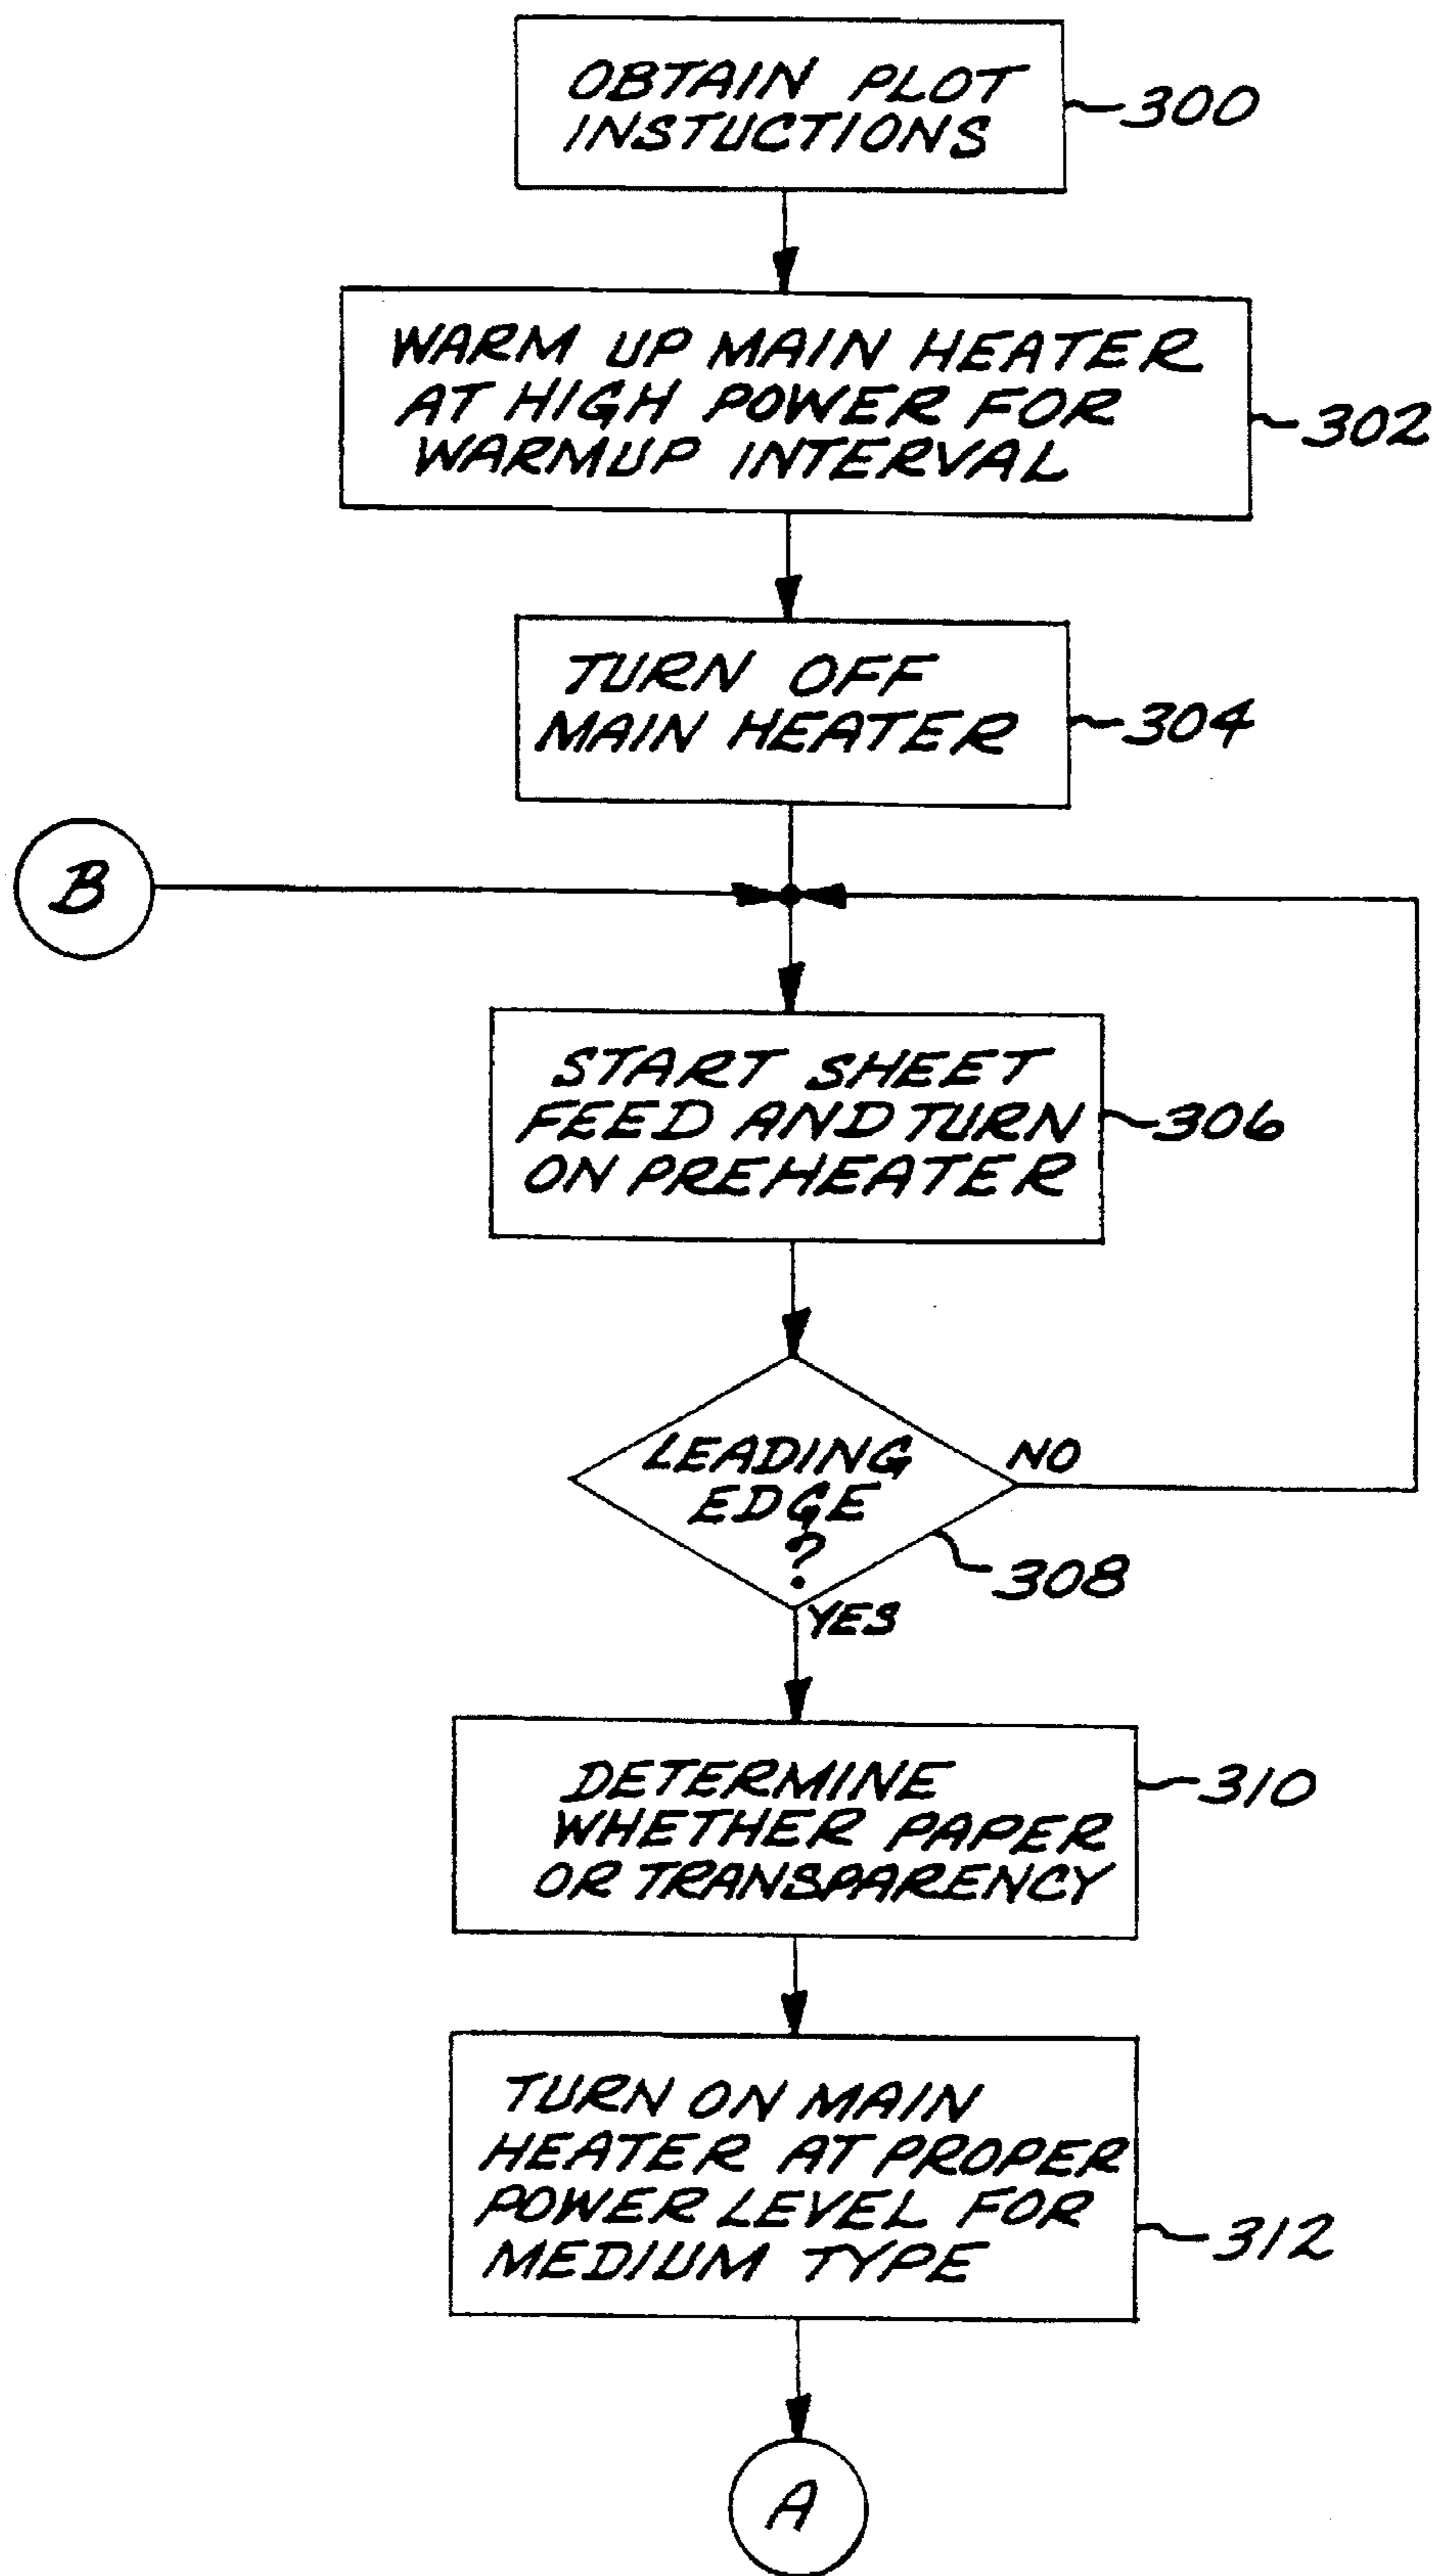 OBTAIN PLOT
INSTUCTIONS
300
WARM UP MAIN HEATER
AT HIGH POWER FOR
WARMUP INTERVAL
302
TURN OFF
MAIN HEATER
304
B
START SHEET
FEED AND TURN
ON PREHEATER
306
LEADING
EDGE
?
NO
308
YES
DETERMINE
WHETHER PAPER
OR TRANSPARENCY
310
TURN ON MAIN
HEATER AT PROPER
POWER LEVEL FOR
MEDIUM TYPE
312
A